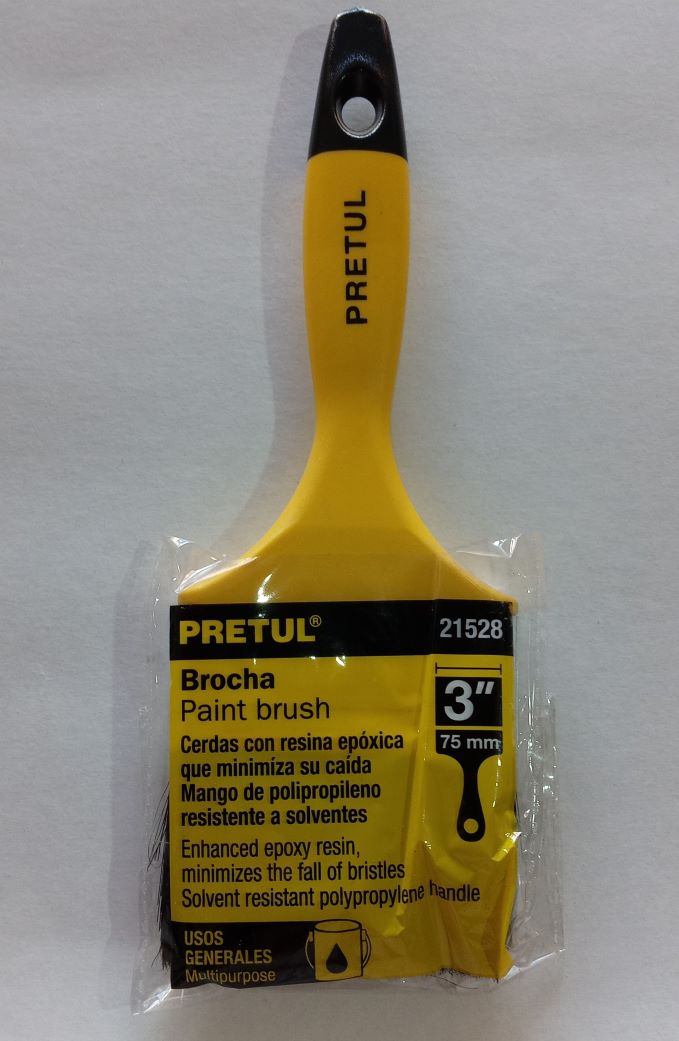 PRETUL
PRETUL®
21528
Brocha
Paint brush
3"
75 mm
Cerdas con resina epóxica
que minimíza su caída
Mango de polipropileno
resistente a solventes
Enhanced epoxy resin,
minimizes the fall of bristles
Solvent resistant polypropylene handle
USOS
GENERALES
Multipurpose